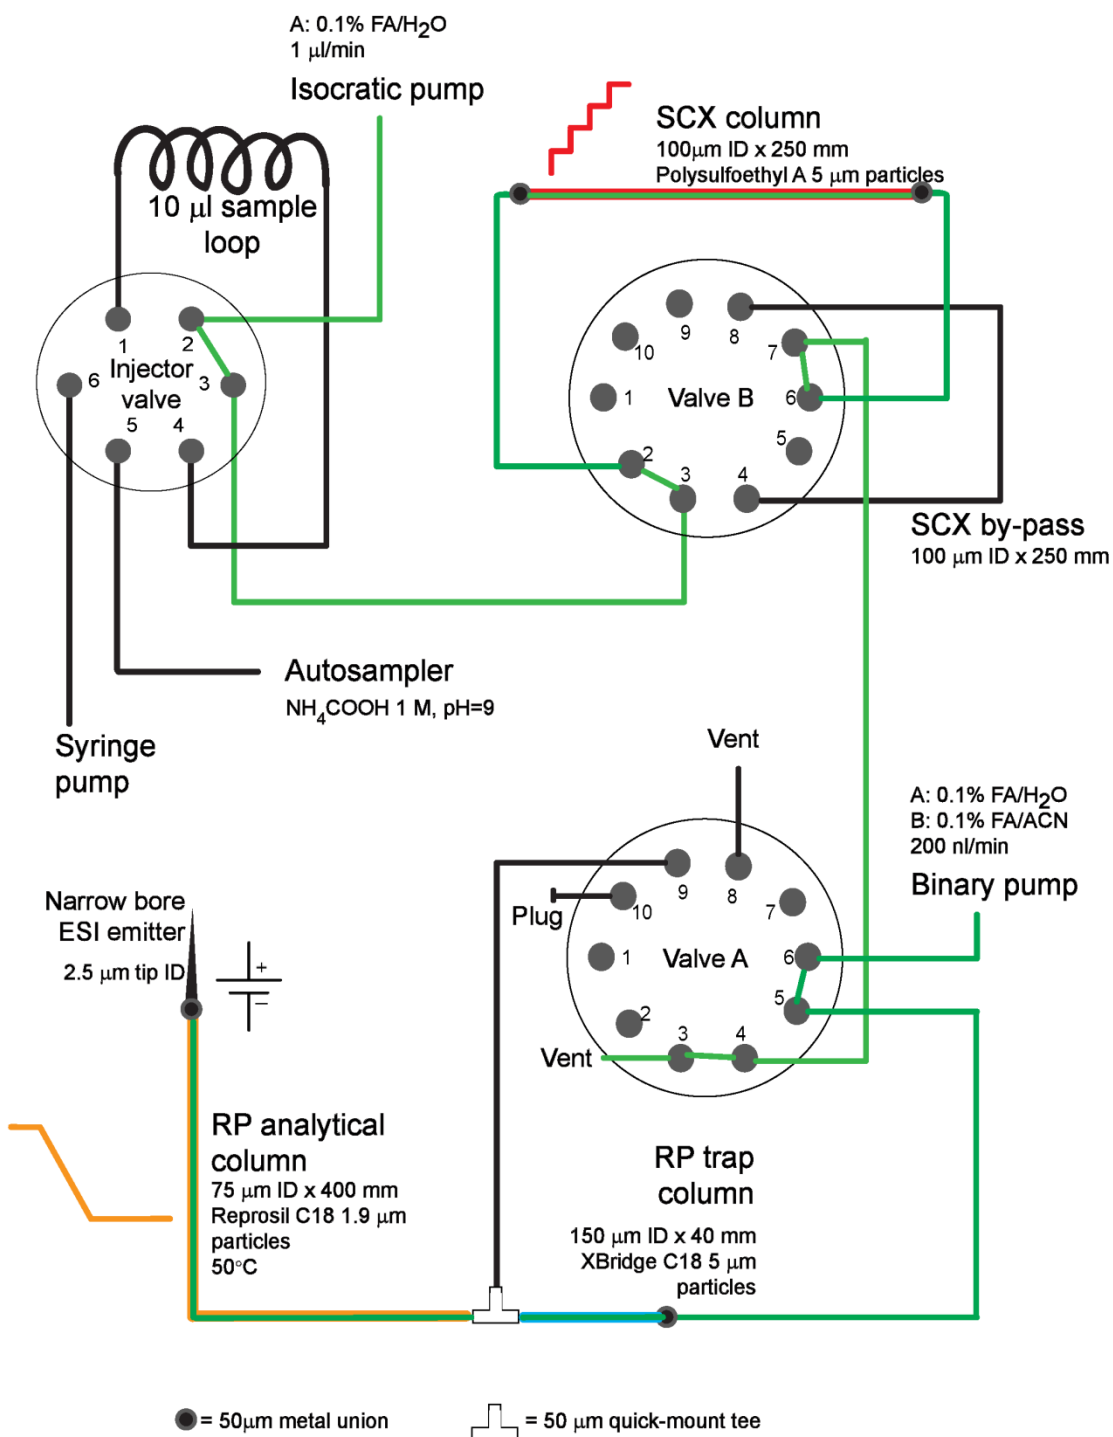 A: 0.1% FA/H2O
1 μl/min
Isocratic pump
10 μl sample
loop
SCX column
100μm ID x 250 mm
Polysulfoethyl A 5 μm particles
1
2
3
4
5
6
Injector
valve
9
8
10
7
1
Valve B
6
5
2
3
4
SCX by-pass
100 μm ID x 250 mm
Autosampler
NH4COOH 1 M, pH=9
Syringe
pump
Vent
A: 0.1% FA/H2O
B: 0.1% FA/ACN
200 nl/min
Binary pump
Narrow bore
ESI emitter
2.5 μm tip ID
+
−
Plug
9
8
10
7
1
Valve A
6
5
2
3
4
Vent
RP analytical
column
75 μm ID x 400 mm
Reprosil C18 1.9 μm
particles
50°C
RP trap
column
150 μm ID x 40 mm
XBridge C18 5 μm
particles
= 50μm metal union
= 50 μm quick-mount tee